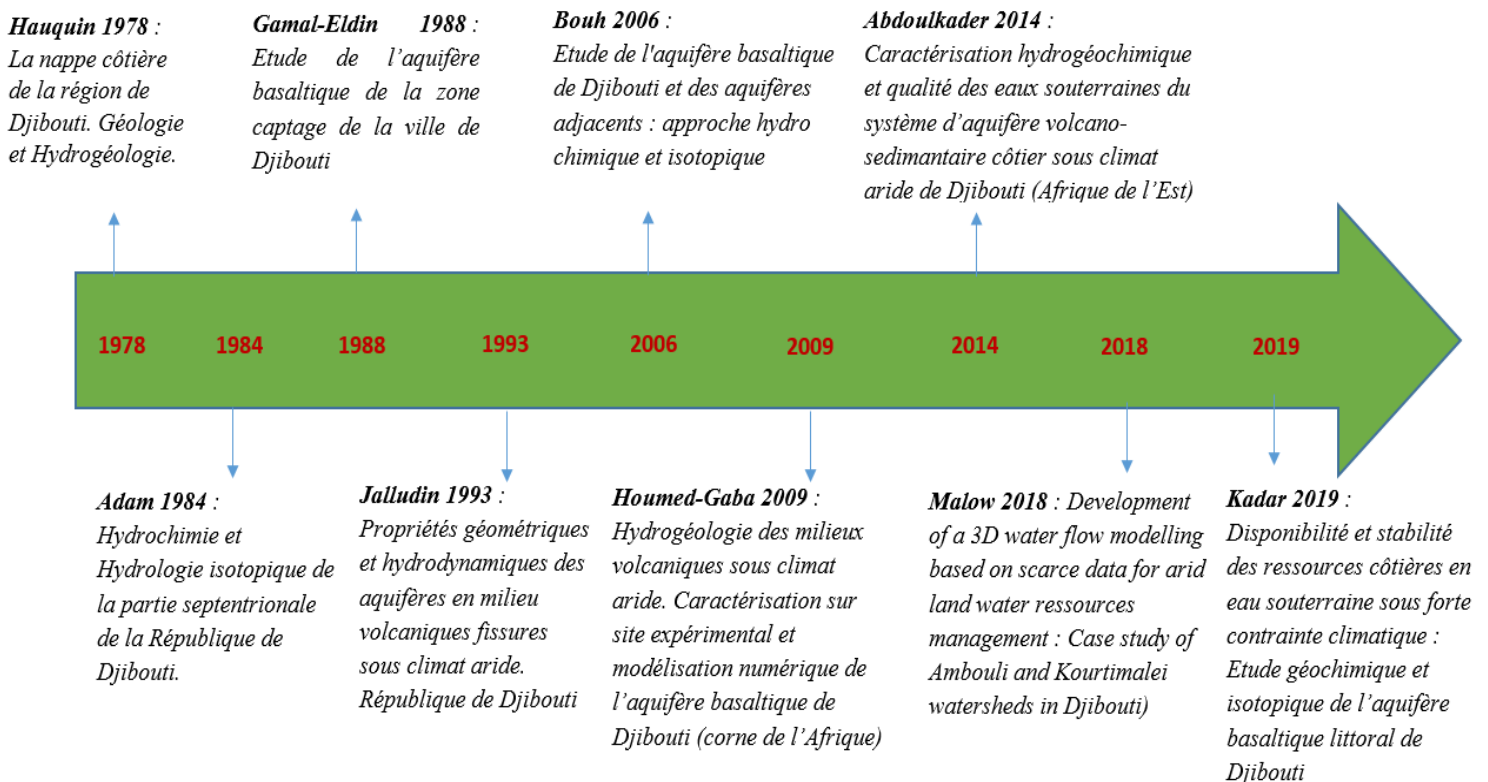 Hauquin 1978 :
La nappe côtière
de la région de
Djibouti. Géologie
et Hydrogéologie.
Gamal-Eldin 1988 :
Etude de l’aquifère
basaltique de la zone
captage de la ville de
Djibouti
Bouh 2006 :
Etude de l'aquifère basaltique
de Djibouti et des aquifères
adjacents : approche hydro
chimique et isotopique
Abdoulkader 2014 :
Caractérisation hydrogéochimique
et qualité des eaux souterraines du
système d’aquifère volcano-
sedimantaire côtier sous climat
aride de Djibouti (Afrique de l’Est)
1978 1984 1988 1993 2006 2009 2014 2018 2019
Adam 1984 :
Hydrochimie et
Hydrologie isotopique de
la partie septentrionale
de la République de
Djibouti.
Jalludin 1993 :
Propriétés géométriques
et hydrodynamiques des
aquifères en milieu
volcaniques fissures
sous climat aride.
République de Djibouti
Houmed-Gaba 2009 :
Hydrogéologie des milieux
volcaniques sous climat
aride. Caractérisation sur
site expérimental et
modélisation numérique de
l’aquifère basaltique de
Djibouti (corne de l’Afrique)
Malow 2018 : Development
of a 3D water flow modelling
based on scarce data for arid
land water ressources
management : Case study of
Ambouli and Kourtimalei
watersheds in Djibouti)
Kadar 2019 :
Disponibilité et stabilité
des ressources côtières en
eau souterraine sous forte
contrainte climatique :
Etude géochimique et
isotopique de l’aquifère
basaltique littoral de
Djibouti